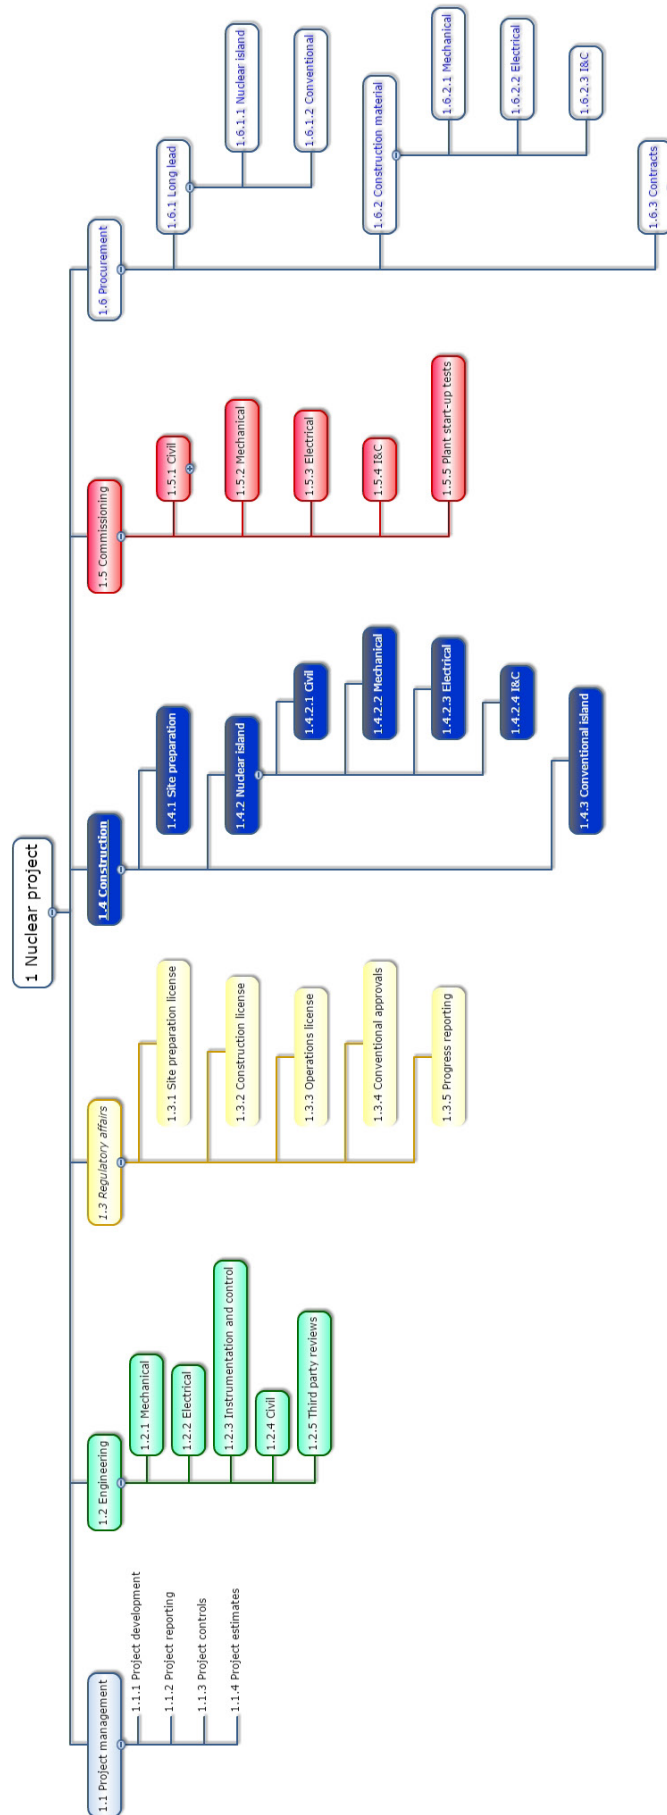 1 Nuclear project
1.1 Project management
1.1.1 Project development
1.1.2 Project reporting
1.1.3 Project controls
1.1.4 Project estimates
1.2 Engineering
1.2.1 Mechanical
1.2.2 Electrical
1.2.3 Instrumentation and control
1.2.4 Civil
1.2.5 Third party reviews
1.3 Regulatory affairs
1.3.1 Site preparation license
1.3.2 Construction license
1.3.3 Operations license
1.3.4 Conventional approvals
1.3.5 Progress reporting
1.4 Construction
1.4.1 Site preparation
1.4.2 Nuclear island
1.4.2.1 Civil
1.4.2.2 Mechanical
1.4.2.3 Electrical
1.4.2.4 I&C
1.4.3 Conventional island
1.5 Commissioning
1.5.1 Civil
1.5.2 Mechanical
1.5.3 Electrical
1.5.4 I&C
1.5.5 Plant start-up tests
1.6 Procurement
1.6.1 Long lead
1.6.1.1 Nuclear island
1.6.1.2 Conventional
1.6.2 Construction material
1.6.2.1 Mechanical
1.6.2.2 Electrical
1.6.2.3 I&C
1.6.3 Contracts